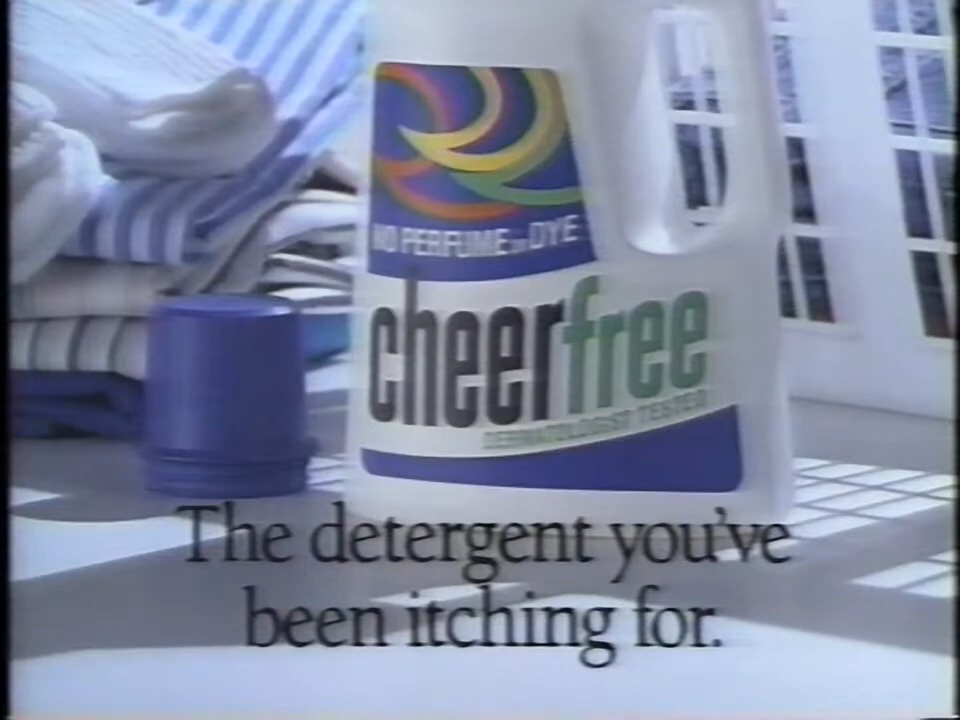 NO PERFUME or DYE
cheerfree
DERMATOLOGIST TESTED
The detergent you've
been itching for.